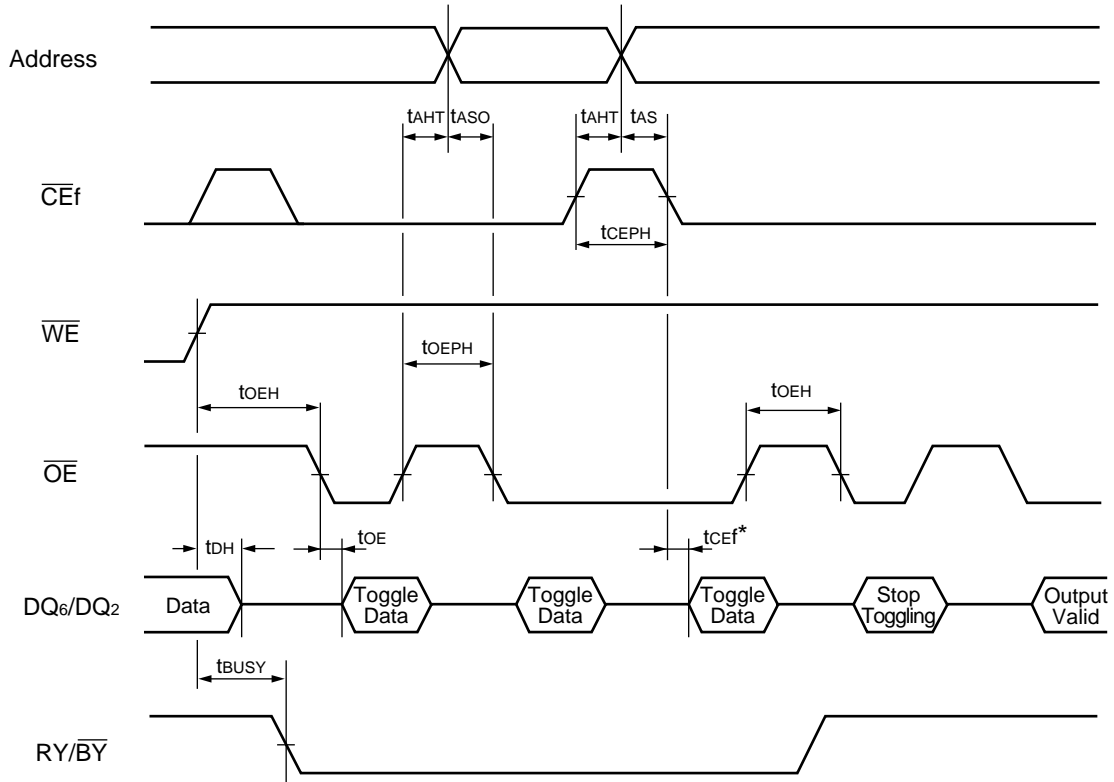 Address
tAHT tASO tAHT tAS
CEf
tCEPH
WE
tOEPH
tOEH tOEH
OE
tDH tOE tCEf*
DQ6/DQ2 Data Toggle Data Toggle Data Toggle Data Stop Toggling Output Valid
tBUSY
RY/BY